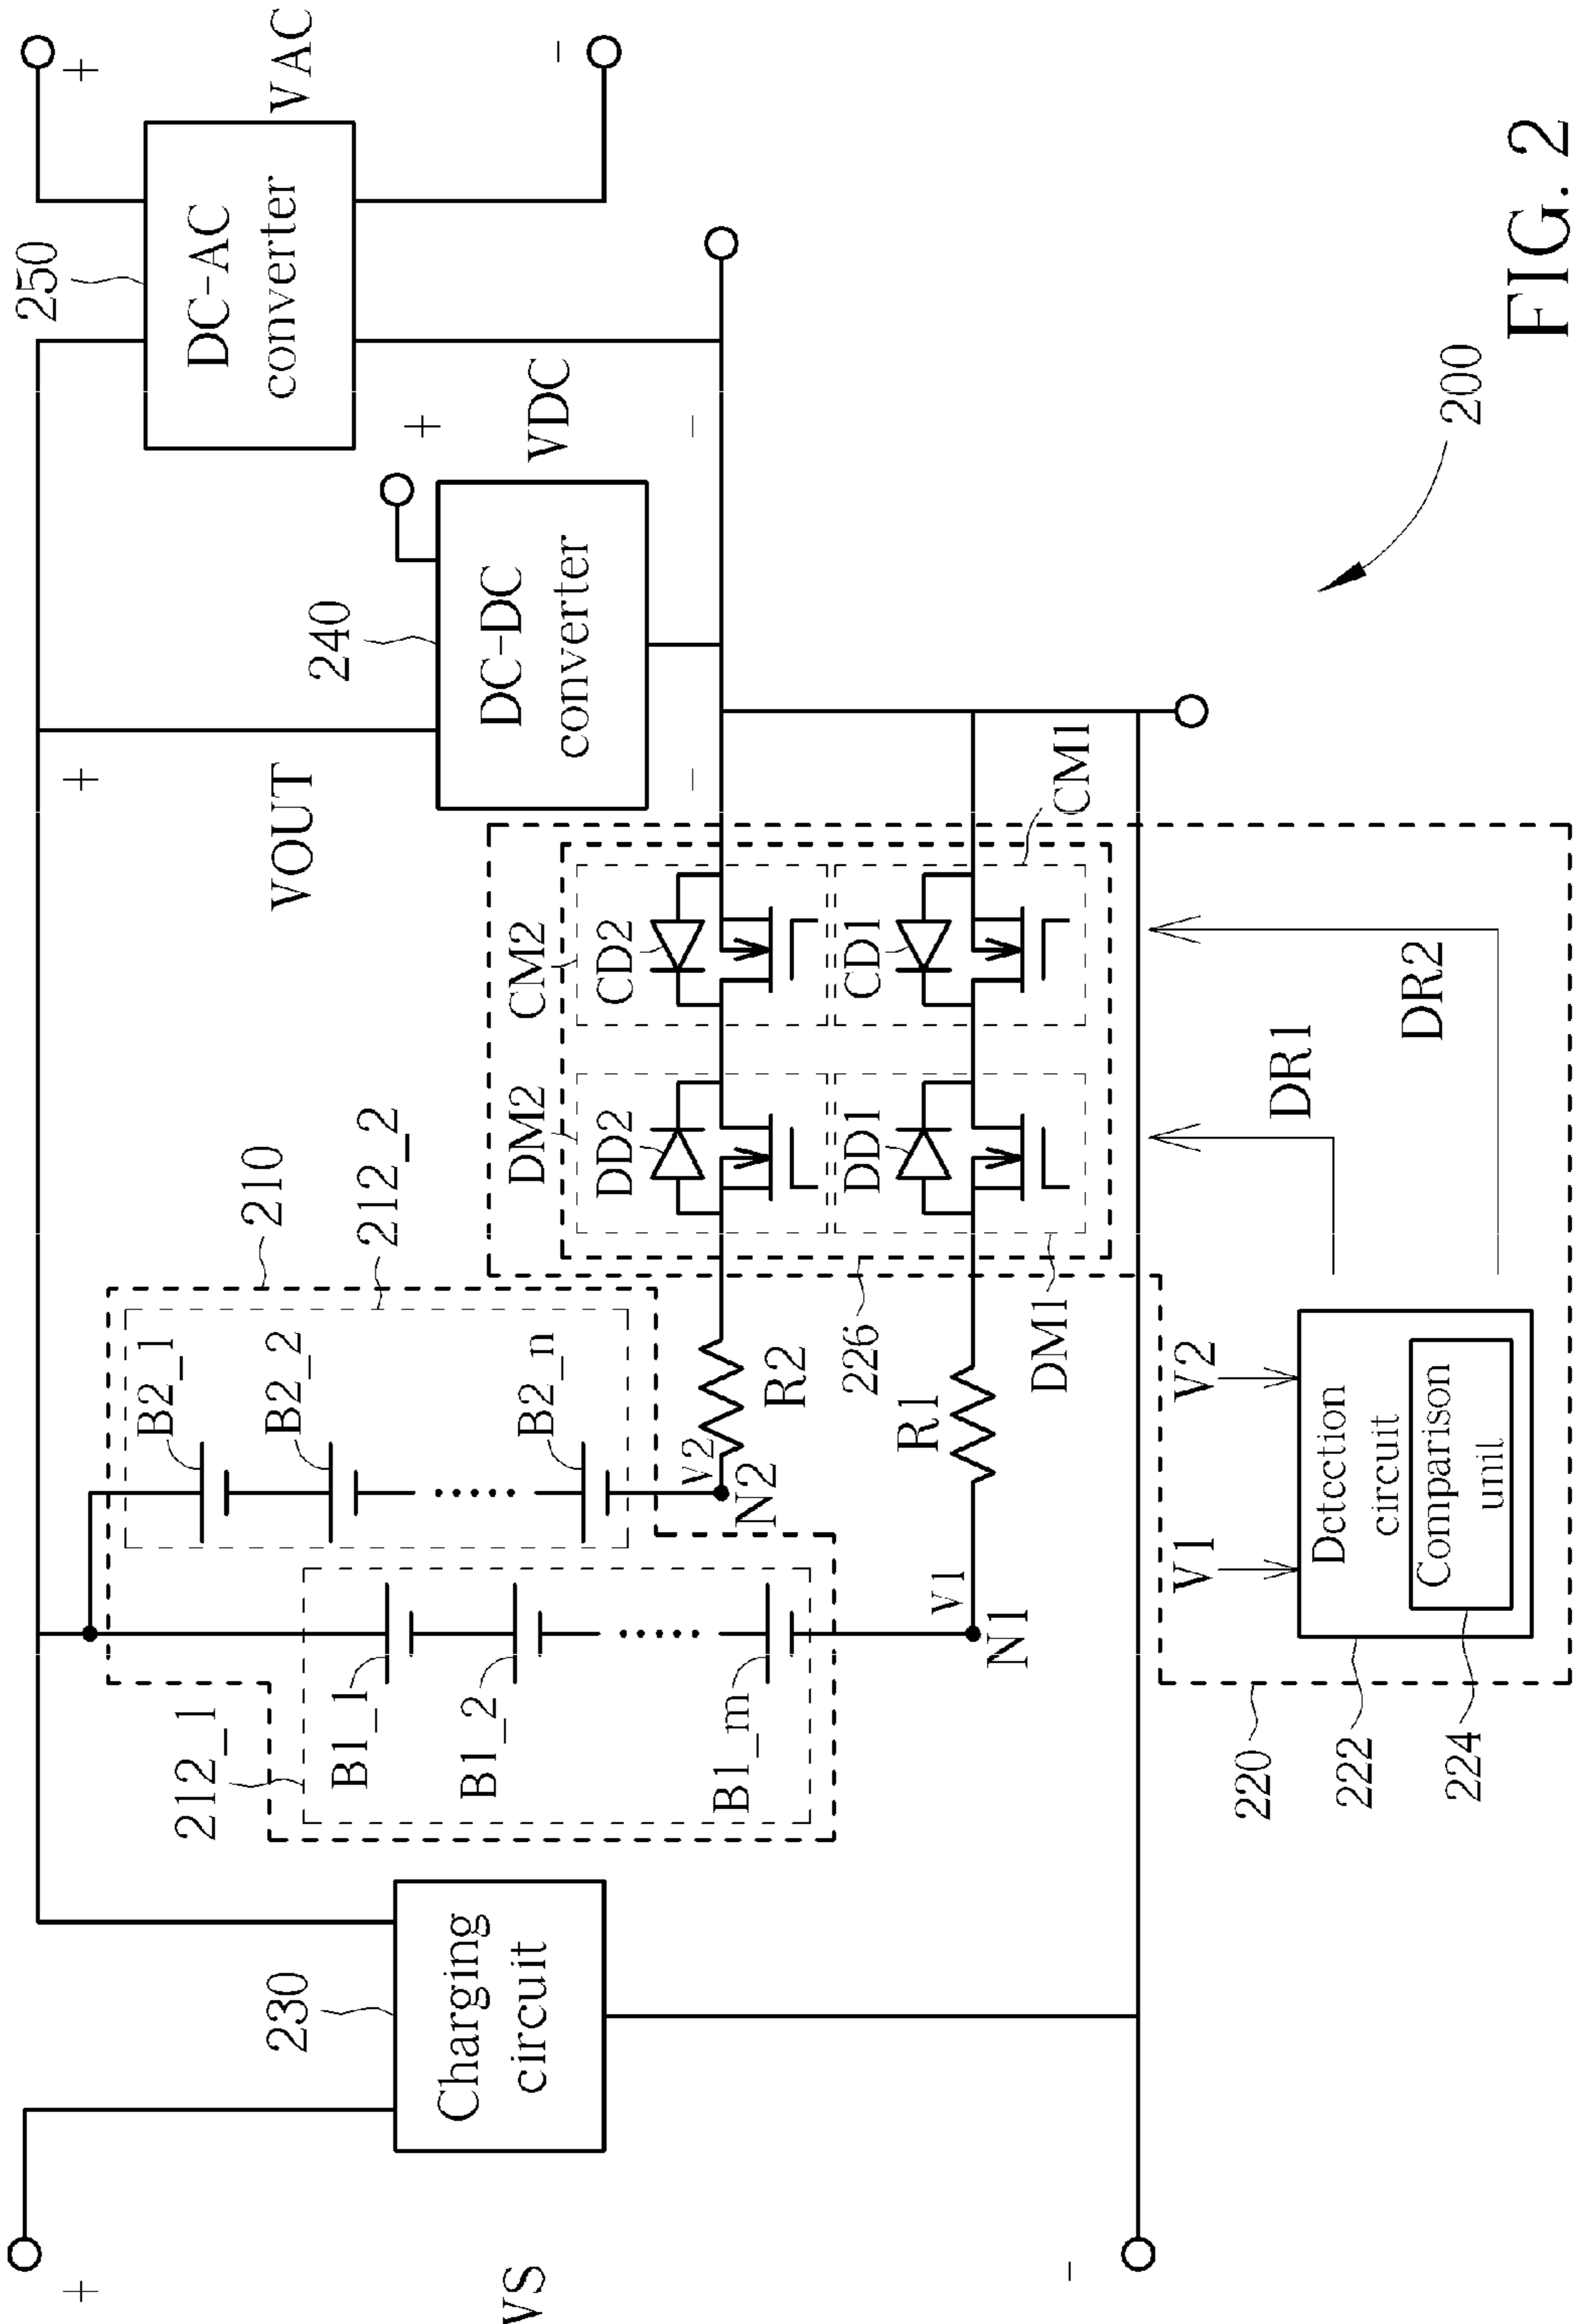 FIG. 2
200
+
VS
-
230
Charging
circuit
212_1
B1_1
B1_2
B1_m
210
212_2
B2_1
B2_2
B2_n
V1
N1
V2
N2
R1
R2
226
DM1
DM2
DD2
DD1
CM2
CD2
CD1
CM1
VOUT
+
-
240
DC-DC
converter
+
VDC
-
250
DC-AC
converter
+
VAC
-
220
222
224
V1
V2
Detection
circuit
Comparison
unit
DR1
DR2